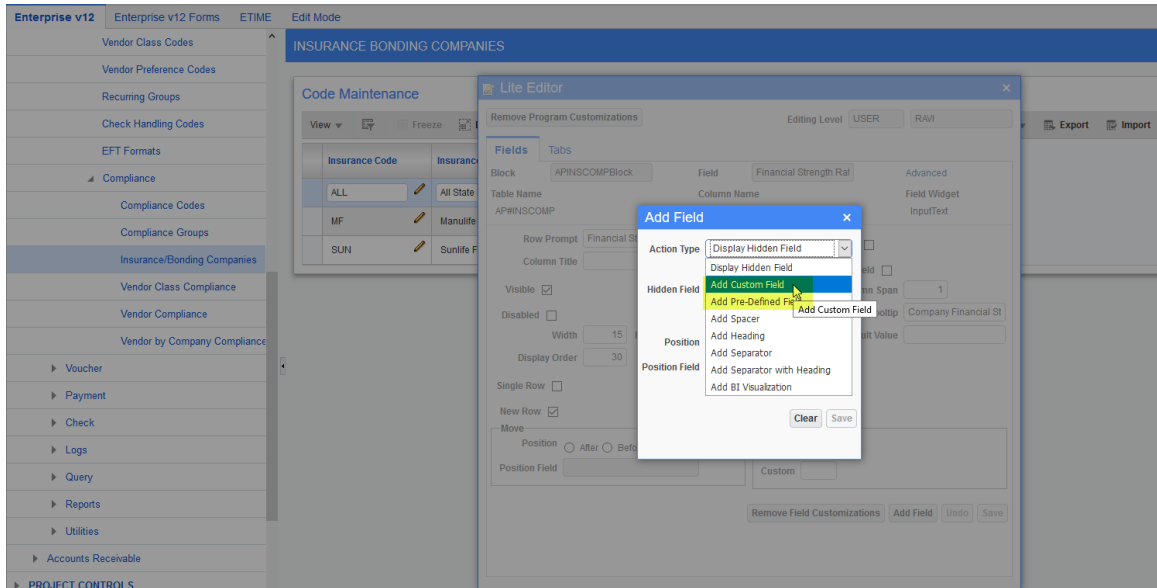 Enterprise v12 Enterprise v12 Forms ETIME Edit Mode
Vendor Class Codes
Vendor Preference Codes
Recurring Groups
Check Handling Codes
EFT Formats
Compliance
Compliance Codes
Compliance Groups
Insurance/Bonding Companies
Vendor Class Compliance
Vendor Compliance
Vendor by Company Compliance
Voucher
Payment
Check
Logs
Query
Reports
Utilities
Accounts Receivable
PROJECT CONTROLS
INSURANCE BONDING COMPANIES
Code Maintenance
View Freeze Export Import
Insurance Code
ALL All State
MF Manulife
SUN Sunlife F
Lite Editor
Remove Program Customizations Editing Level USER RAVI
Fields Tabs
Block APINSCOMPBlock Field Financial Strength Rat Advanced
Table Name Column Name Field Widget
AP#INSCOMP InputText
Row Prompt Financial St
Column Title
Visible Span 1
Disabled Company Financial St
Width 15 Value
Display Order 30
Single Row
New Row
Move
Position After Befo
Position Field
Custom
Remove Field Customizations Add Field Undo Save
Add Field
Action Type Display Hidden Field
Display Hidden Field
Hidden Field Add Custom Field
Add Pre-Defined Fiel
Add Custom Field
Add Spacer
Position Add Heading
Add Separator
Position Field Add Separator with Heading
Add BI Visualization
Clear Save